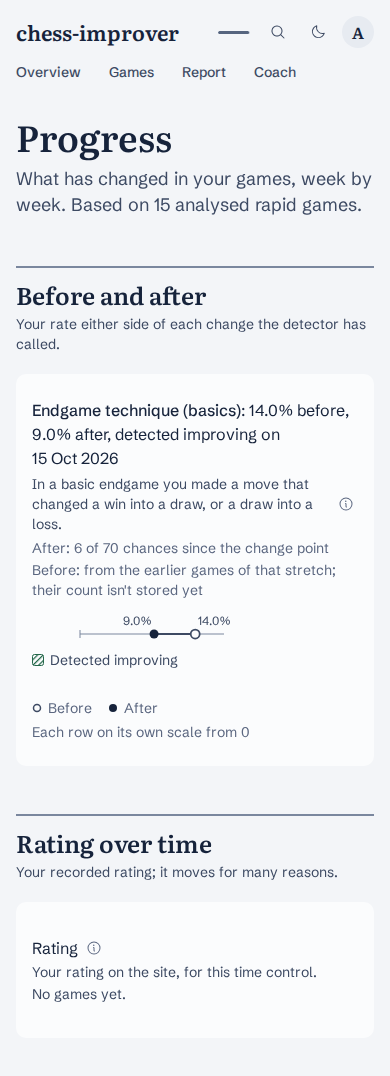 chess-improver
A
Overview Games Report Coach
Progress
What has changed in your games, week by
week. Based on 15 analysed rapid games.
Before and after
Your rate either side of each change the detector has
called.
Endgame technique (basics): 14.0% before,
9.0% after, detected improving on
15 Oct 2026
In a basic endgame you made a move that
changed a win into a draw, or a draw into a
loss.
After: 6 of 70 chances since the change point
Before: from the earlier games of that stretch;
their count isn't stored yet
9.0% 14.0%
Detected improving
Before After
Each row on its own scale from 0
Rating over time
Your recorded rating; it moves for many reasons.
Rating
Your rating on the site, for this time control.
No games yet.